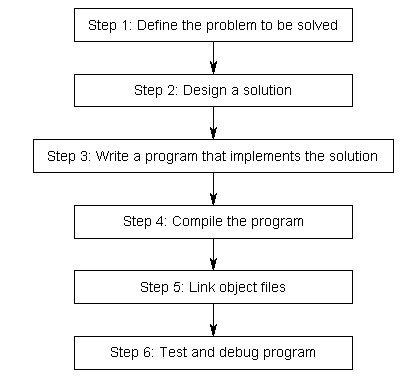 Step 1: Define the problem to be solved
Step 2: Design a solution
Step 3: Write a program that implements the solution
Step 4: Compile the program
Step 5: Link object files
Step 6: Test and debug program